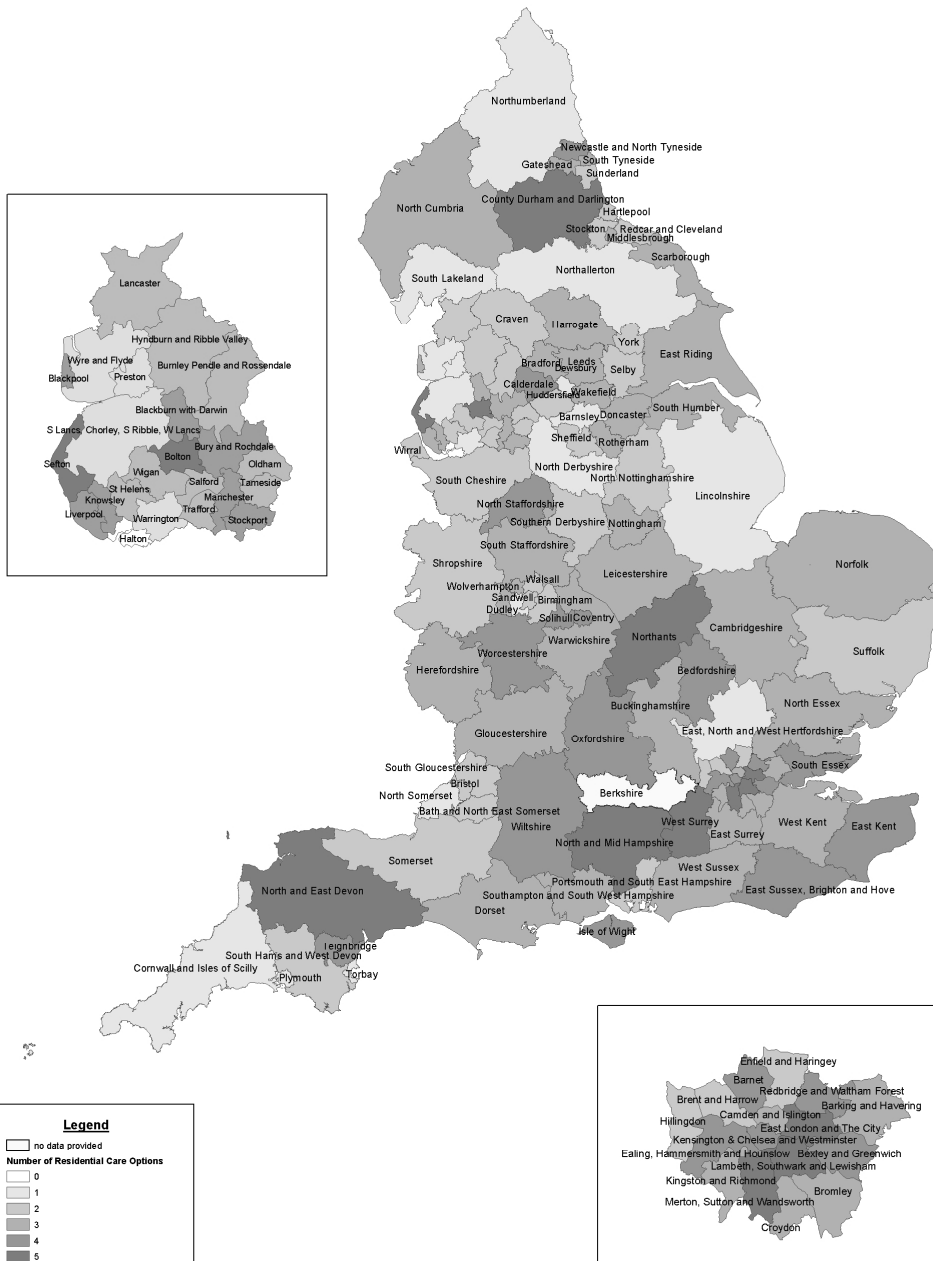 Northumberland
Newcastle and North Tyneside
South Tyneside
Gateshead
Sunderland
County Durham and Darlington
North Cumbria
Hartlepool
Stockton
Redcar and Cleveland
Middlesbrough
Scarborough
Northallerton
South Lakeland
Craven
Harrogate
York
East Riding
Bradford
Leeds
Dewsbury
Selby
Calderdale
Huddersfield
Wakefield
South Humber
Barnsley
Doncaster
Sheffield
Rotherham
Wirral
North Derbyshire
North Nottinghamshire
South Cheshire
Lincolnshire
North Staffordshire
Southern Derbyshire
Nottingham
South Staffordshire
Norfolk
Shropshire
Leicestershire
Walsall
Wolverhampton
Sandwell
Birmingham
Dudley
Solihull
Coventry
Cambridgeshire
Northants
Warwickshire
Suffolk
Worcestershire
Herefordshire
Bedfordshire
North Essex
Buckinghamshire
East, North and West Hertfordshire
Gloucestershire
Oxfordshire
South Essex
South Gloucestershire
Bristol
North Somerset
Berkshire
Bath and North East Somerset
Wiltshire
West Surrey
West Kent
East Kent
East Surrey
North and Mid Hampshire
Somerset
West Sussex
Portmouth and South East Hampshire
North and East Devon
East Sussex, Brighton and Hove
Southampton and South West Hampshire
Dorset
Isle of Wight
Teignbridge
South Hams and West Devon
Cornwall and Isles of Scilly
Plymouth
Torbay
Lancaster
Hyndburn and Ribble Valley
Wyre and Flyde
Burnley Pendle and Rossendale
Blackpool
Preston
Blackburn with Darwin
S Lancs, Chorley, S Ribble, W Lancs
Bury and Rochdale
Bolton
Sefton
Oldham
Wigan
Salford
Tameside
St Helens
Knowsley
Manchester
Trafford
Liverpool
Warrington
Stockport
Halton
Enfield and Haringey
Barnet
Redbridge and Waltham Forest
Brent and Harrow
Barking and Havering
Camden and Islington
Hillingdon
East London and The City
Kensington & Chelsea and Westminster
Ealing, Hammersmith and Hounslow
Bexley and Greenwich
Lambeth, Southwark and Lewisham
Kingston and Richmond
Bromley
Merton, Sutton and Wandsworth
Croydon
Legend
no data provided
Number of Residential Care Options
0
1
2
3
4
5